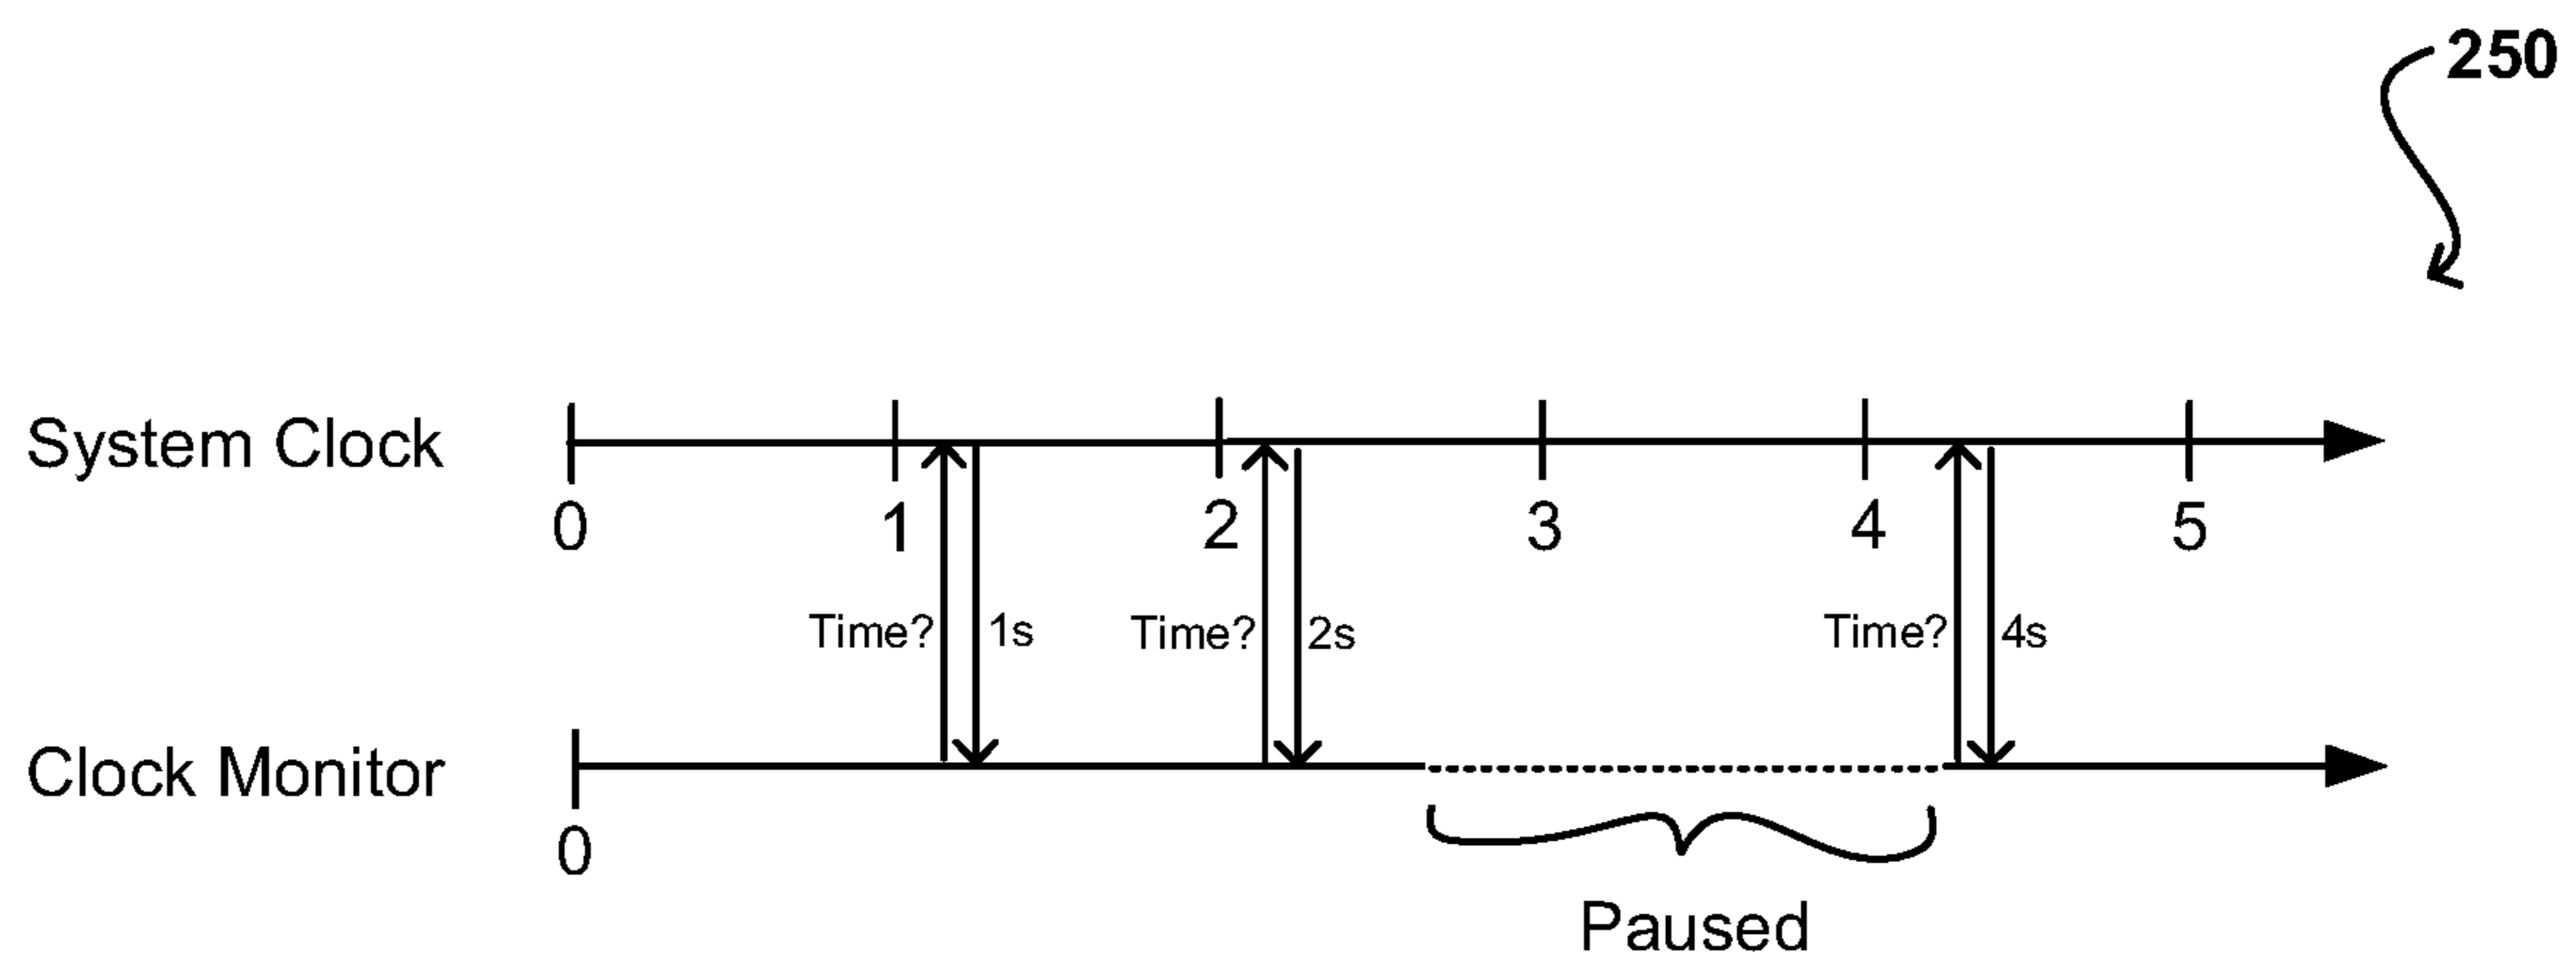 250
System Clock
0 1 2 3 4 5
Time? 1s Time? 2s Time? 4s
Clock Monitor
0
Paused